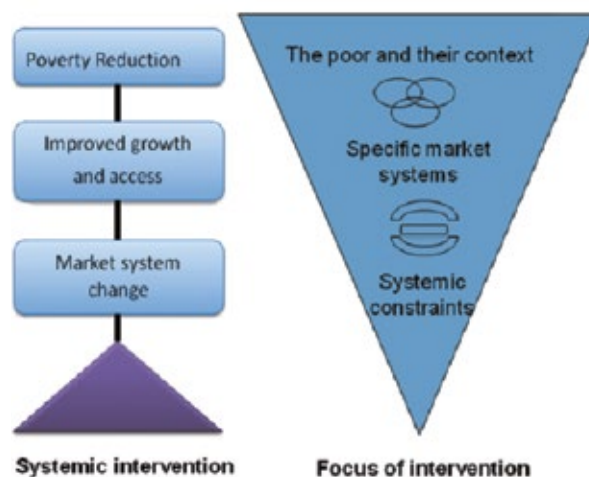 Poverty Reduction
Improved growth
and access
Market system
change
Systemic intervention
The poor and their context
Specific market
systems
Systemic
constraints
Focus of intervention